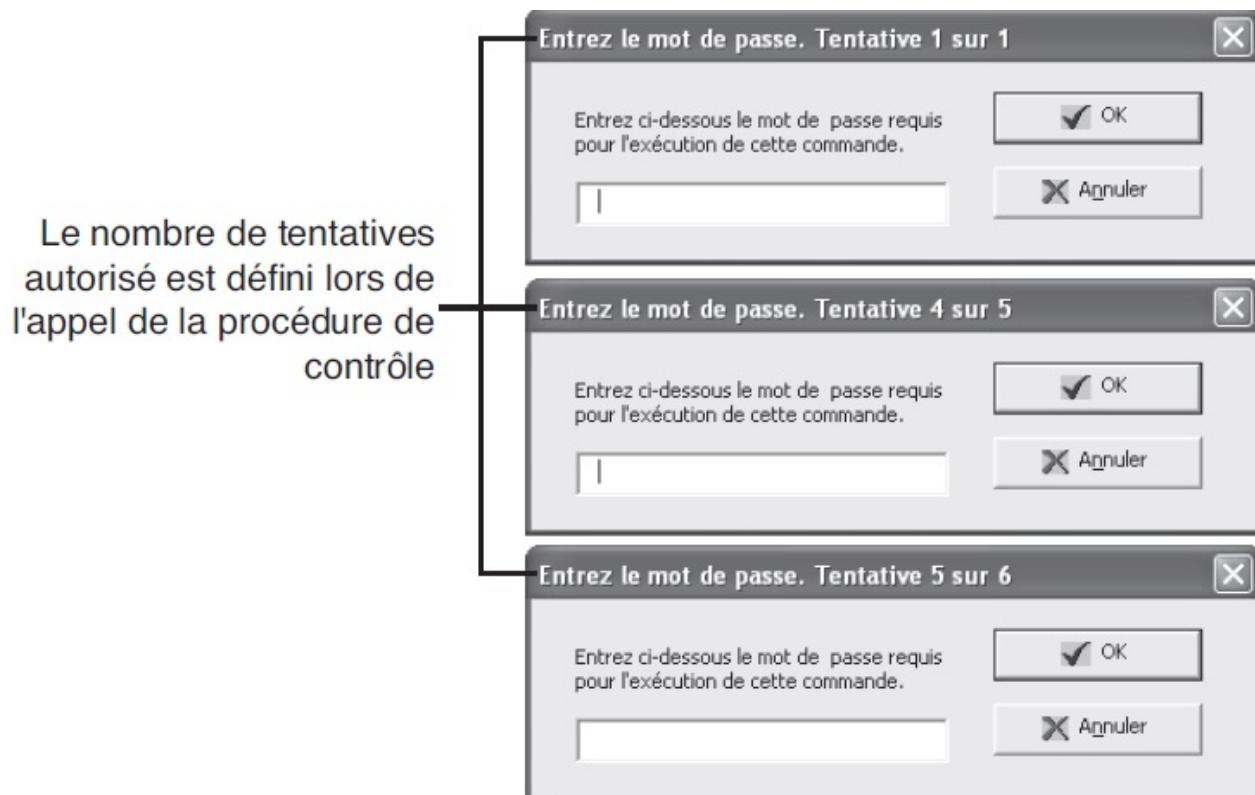 Le nombre de tentatives
autorisé est défini lors de
l'appel de la procédure de
contrôle
Entrez le mot de passe. Tentative 1 sur 1
Entrez ci-dessous le mot de passe requis
pour l'exécution de cette commande.
OK
Annuler
Entrez le mot de passe. Tentative 4 sur 5
Entrez ci-dessous le mot de passe requis
pour l'exécution de cette commande.
OK
Annuler
Entrez le mot de passe. Tentative 5 sur 6
Entrez ci-dessous le mot de passe requis
pour l'exécution de cette commande.
OK
Annuler